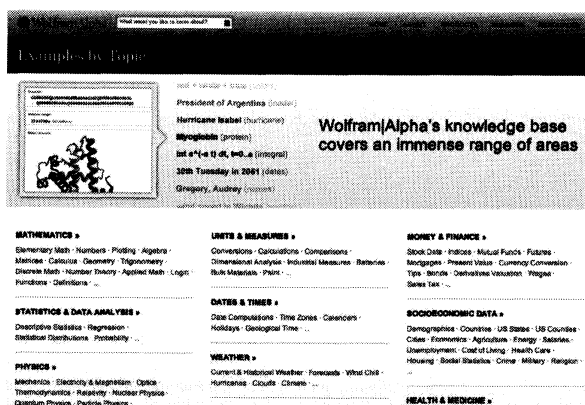 What would you like to know about?
Examples by Topic
President of Argentina (leader)
Hurricane Isabel (hurricane)
Myoglobin (protein)
int e^(-s t) dt, t=0..a (integral)
30th Tuesday in 2061 (dates)
Gregory, Audrey (names)
Wolfram|Alpha's knowledge base
covers an immense range of areas
MATHEMATICS »
Elementary Math · Numbers · Plotting · Algebra ·
Matrices · Calculus · Geometry · Trigonometry ·
Discrete Math · Number Theory · Applied Math · Logic ·
Functions · Definitions · ...
STATISTICS & DATA ANALYSIS »
Descriptive Statistics · Regression ·
Statistical Distributions · Probability · ...
PHYSICS »
Mechanics · Electricity & Magnetism · Optics ·
Thermodynamics · Relativity · Nuclear Physics ·
Quantum Physics · Particle Physics ·
UNITS & MEASURES »
Conversions · Calculations · Comparisons ·
Dimensional Analysis · Industrial Measures · Batteries ·
Bulk Materials · Paint · ...
DATES & TIMES »
Date Computations · Time Zones · Calendars ·
Holidays · Geological Time · ...
WEATHER »
Current & Historical Weather · Forecasts · Wind Chill ·
Hurricanes · Clouds · Climate · ...
MONEY & FINANCE »
Stock Data · Indices · Mutual Funds · Futures ·
Mortgages · Present Value · Currency Conversion ·
Tips · Bonds · Derivatives Valuation · Wages ·
Sales Tax · ...
SOCIOECONOMIC DATA »
Demographics · Countries · US States · US Counties ·
Cities · Economics · Agriculture · Energy · Salaries ·
Unemployment · Cost of Living · Health Care ·
Housing · Social Statistics · Crime · Military · Religion ·
...
HEALTH & MEDICINE »